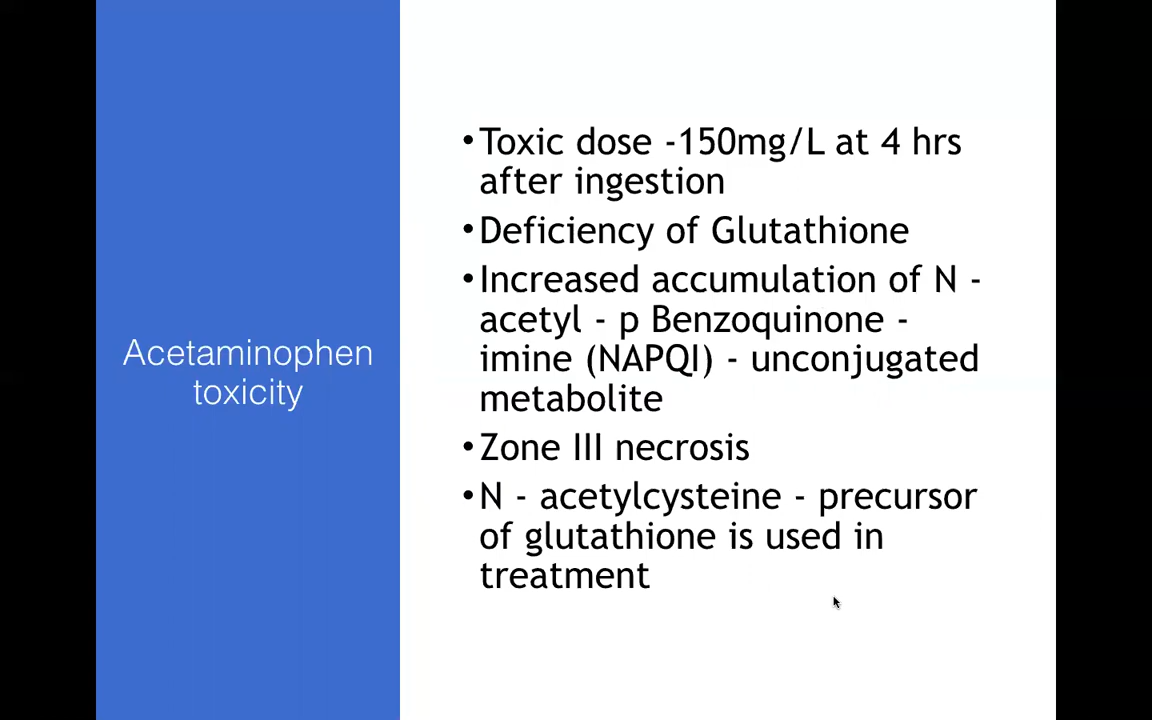 Acetaminophen
toxicity
•Toxic dose -150mg/L at 4 hrs
after ingestion
•Deficiency of Glutathione
•Increased accumulation of N -
acetyl - p Benzoquinone -
imine (NAPQI) - unconjugated
metabolite
•Zone III necrosis
•N - acetylcysteine - precursor
of glutathione is used in
treatment